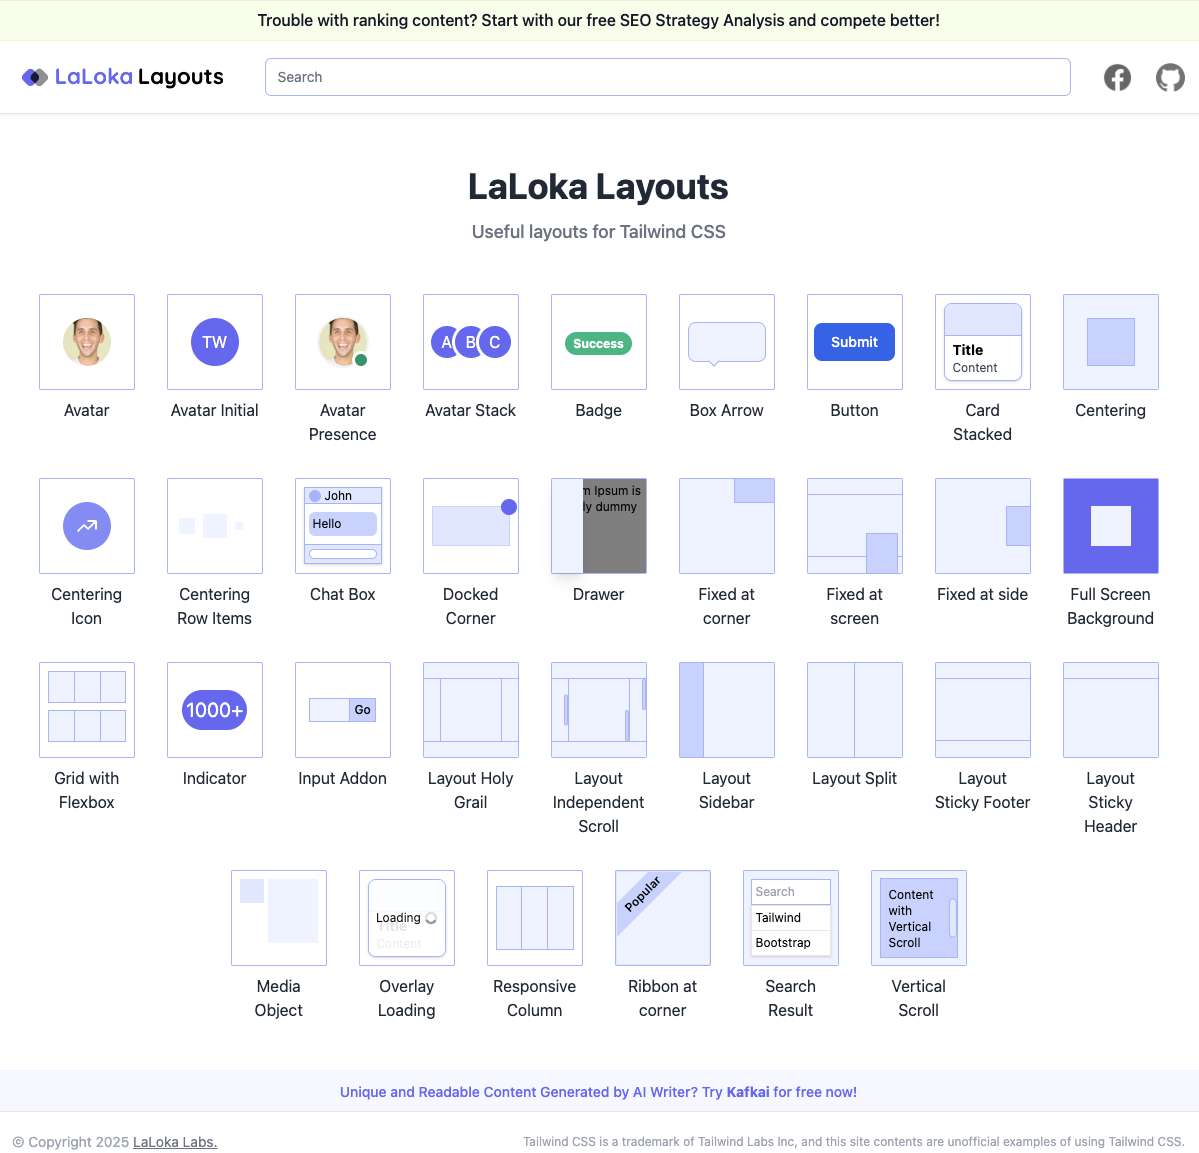 Trouble with ranking content? Start with our free SEO Strategy Analysis and compete better!
LaLoka Layouts
Search
LaLoka Layouts
Useful layouts for Tailwind CSS
TW
A B C
Success
Submit
Title
Content
Avatar
Avatar Initial
Avatar
Presence
Avatar Stack
Badge
Box Arrow
Button
Card
Stacked
Centering
John
Hello
m Ipsum is
ly dummy
Centering
Icon
Centering
Row Items
Chat Box
Docked
Corner
Drawer
Fixed at
corner
Fixed at
screen
Fixed at side
Full Screen
Background
1000+
Go
Grid with
Flexbox
Indicator
Input Addon
Layout Holy
Grail
Layout
Independent
Scroll
Layout
Sidebar
Layout Split
Layout
Sticky Footer
Layout
Sticky
Header
Loading
Title
Content
Popular
Search
Tailwind
Bootstrap
Content
with
Vertical
Scroll
Media
Object
Overlay
Loading
Responsive
Column
Ribbon at
corner
Search
Result
Vertical
Scroll
Unique and Readable Content Generated by AI Writer? Try Kafkai for free now!
© Copyright 2025 LaLoka Labs.
Tailwind CSS is a trademark of Tailwind Labs Inc, and this site contents are unofficial examples of using Tailwind CSS.